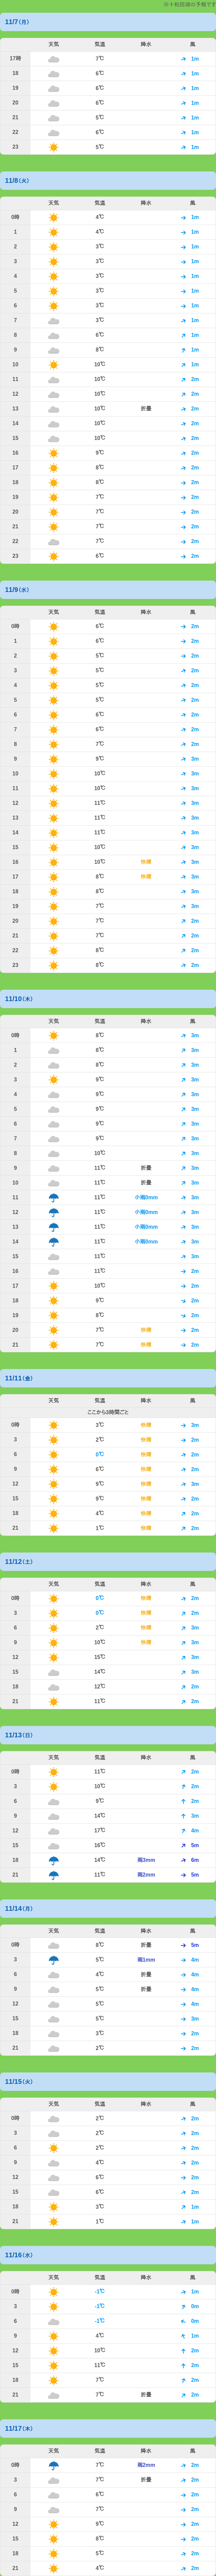 ※十和田湖の予報です
11/7(月)
天気 気温 降水 風
17時 7℃ 1m
18 6℃ 1m
19 6℃ 1m
20 6℃ 1m
21 5℃ 1m
22 6℃ 1m
23 5℃ 1m
11/8(火)
天気 気温 降水 風
0時 4℃ 1m
1 4℃ 1m
2 3℃ 1m
3 3℃ 1m
4 3℃ 1m
5 3℃ 1m
6 3℃ 1m
7 3℃ 1m
8 6℃ 1m
9 8℃ 1m
10 10℃ 1m
11 10℃ 2m
12 10℃ 2m
13 10℃ 折畳 2m
14 10℃ 2m
15 10℃ 2m
16 9℃ 2m
17 8℃ 2m
18 8℃ 2m
19 7℃ 2m
20 7℃ 2m
21 7℃ 2m
22 7℃ 2m
23 6℃ 2m
11/9(水)
天気 気温 降水 風
0時 6℃ 2m
1 6℃ 2m
2 5℃ 2m
3 5℃ 2m
4 5℃ 2m
5 5℃ 2m
6 6℃ 2m
7 6℃ 2m
8 7℃ 2m
9 9℃ 3m
10 10℃ 3m
11 10℃ 3m
12 11℃ 3m
13 11℃ 3m
14 11℃ 3m
15 10℃ 3m
16 10℃ 快晴 3m
17 8℃ 快晴 3m
18 8℃ 3m
19 7℃ 3m
20 7℃ 2m
21 7℃ 2m
22 8℃ 2m
23 8℃ 2m
11/10(木)
天気 気温 降水 風
0時 8℃ 3m
1 8℃ 3m
2 8℃ 3m
3 9℃ 3m
4 9℃ 3m
5 9℃ 3m
6 9℃ 3m
7 9℃ 3m
8 10℃ 3m
9 11℃ 折畳 3m
10 11℃ 折畳 3m
11 11℃ 小雨0mm 3m
12 11℃ 小雨0mm 3m
13 11℃ 小雨0mm 3m
14 11℃ 小雨0mm 3m
15 11℃ 3m
16 11℃ 2m
17 10℃ 2m
18 9℃ 2m
19 8℃ 2m
20 7℃ 快晴 2m
21 7℃ 快晴 2m
11/11(金)
天気 気温 降水 風
ここから3時間ごと
0時 3℃ 快晴 3m
3 2℃ 快晴 2m
6 0℃ 快晴 2m
9 6℃ 快晴 2m
12 9℃ 快晴 3m
15 9℃ 快晴 2m
18 4℃ 快晴 2m
21 1℃ 快晴 2m
11/12(土)
天気 気温 降水 風
0時 0℃ 快晴 2m
3 0℃ 快晴 2m
6 2℃ 快晴 3m
9 10℃ 快晴 2m
12 15℃ 3m
15 14℃ 3m
18 12℃ 2m
21 11℃ 2m
11/13(日)
天気 気温 降水 風
0時 11℃ 2m
3 10℃ 2m
6 9℃ 2m
9 14℃ 3m
12 17℃ 4m
15 16℃ 5m
18 14℃ 雨3mm 6m
21 11℃ 雨2mm 5m
11/14(月)
天気 気温 降水 風
0時 8℃ 折畳 5m
3 5℃ 雨1mm 4m
6 4℃ 折畳 4m
9 5℃ 折畳 4m
12 5℃ 4m
15 5℃ 3m
18 3℃ 2m
21 2℃ 2m
11/15(火)
天気 気温 降水 風
0時 2℃ 2m
3 2℃ 2m
6 2℃ 2m
9 4℃ 2m
12 6℃ 2m
15 6℃ 2m
18 3℃ 1m
21 1℃ 1m
11/16(水)
天気 気温 降水 風
0時 -1℃ 1m
3 -1℃ 0m
6 -1℃ 0m
9 4℃ 1m
12 10℃ 2m
15 11℃ 2m
18 7℃ 2m
21 7℃ 折畳 2m
11/17(木)
天気 気温 降水 風
0時 7℃ 雨2mm 2m
3 7℃ 折畳 2m
6 6℃ 2m
9 7℃ 2m
12 9℃ 2m
15 8℃ 2m
18 5℃ 2m
21 4℃ 2m